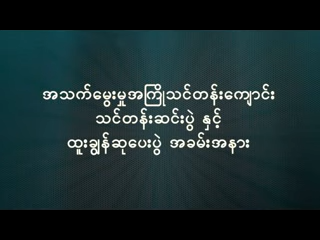 အသက်မွေးမှုအကြိုသင်တန်းကျောင်း
သင်တန်းဆင်းပွဲ နှင့်
ထူးချွန်ဆုပေးပွဲ အခမ်းအနား